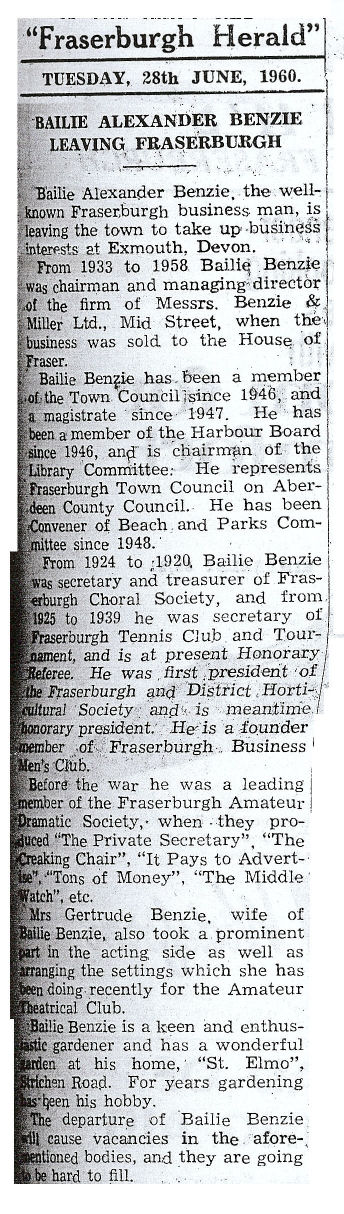 "Fraserburgh Herald"
TUESDAY, 28th JUNE, 1960.
BAILIE ALEXANDER BENZIE
LEAVING FRASERBURGH
Bailie Alexander Benzie, the well-
known Fraserburgh business man, is
leaving the town to take up business
interests at Exmouth, Devon.
From 1933 to 1958 Bailie Benzie
was chairman and managing director
of the firm of Messrs. Benzie &
Miller Ltd., Mid Street, when the
business was sold to the House of
Fraser.
Bailie Benzie has been a member
of the Town Council since 1946, and
a magistrate since 1947. He has
been a member of the Harbour Board
since 1946, and is chairman of the
Library Committee. He represents
Fraserburgh Town Council on Aber-
deen County Council. He has been
Convener of Beach and Parks Com-
mittee since 1948.
From 1924 to 1920, Bailie Benzie
was secretary and treasurer of Fras-
erburgh Choral Society, and from
1925 to 1939 he was secretary of
Fraserburgh Tennis Club and Tour-
nament, and is at present Honorary
Referee. He was first president of
the Fraserburgh and District Horti-
cultural Society and is meantime
honorary president. He is a founder
member of Fraserburgh Business
Men's Club.
Before the war he was a leading
member of the Fraserburgh Amateur
Dramatic Society, when they pro-
duced "The Private Secretary", "The
Creaking Chair", "It Pays to Advert-
ise", "Tons of Money", "The Middle
Watch", etc.
Mrs Gertrude Benzie, wife of
Bailie Benzie, also took a prominent
part in the acting side as well as
arranging the settings which she has
been doing recently for the Amateur
Theatrical Club.
Bailie Benzie is a keen and enthus-
iastic gardener and has a wonderful
garden at his home, "St. Elmo",
Strichen Road. For years gardening
has been his hobby.
The departure of Bailie Benzie
will cause vacancies in the afore-
mentioned bodies, and they are going
to be hard to fill.